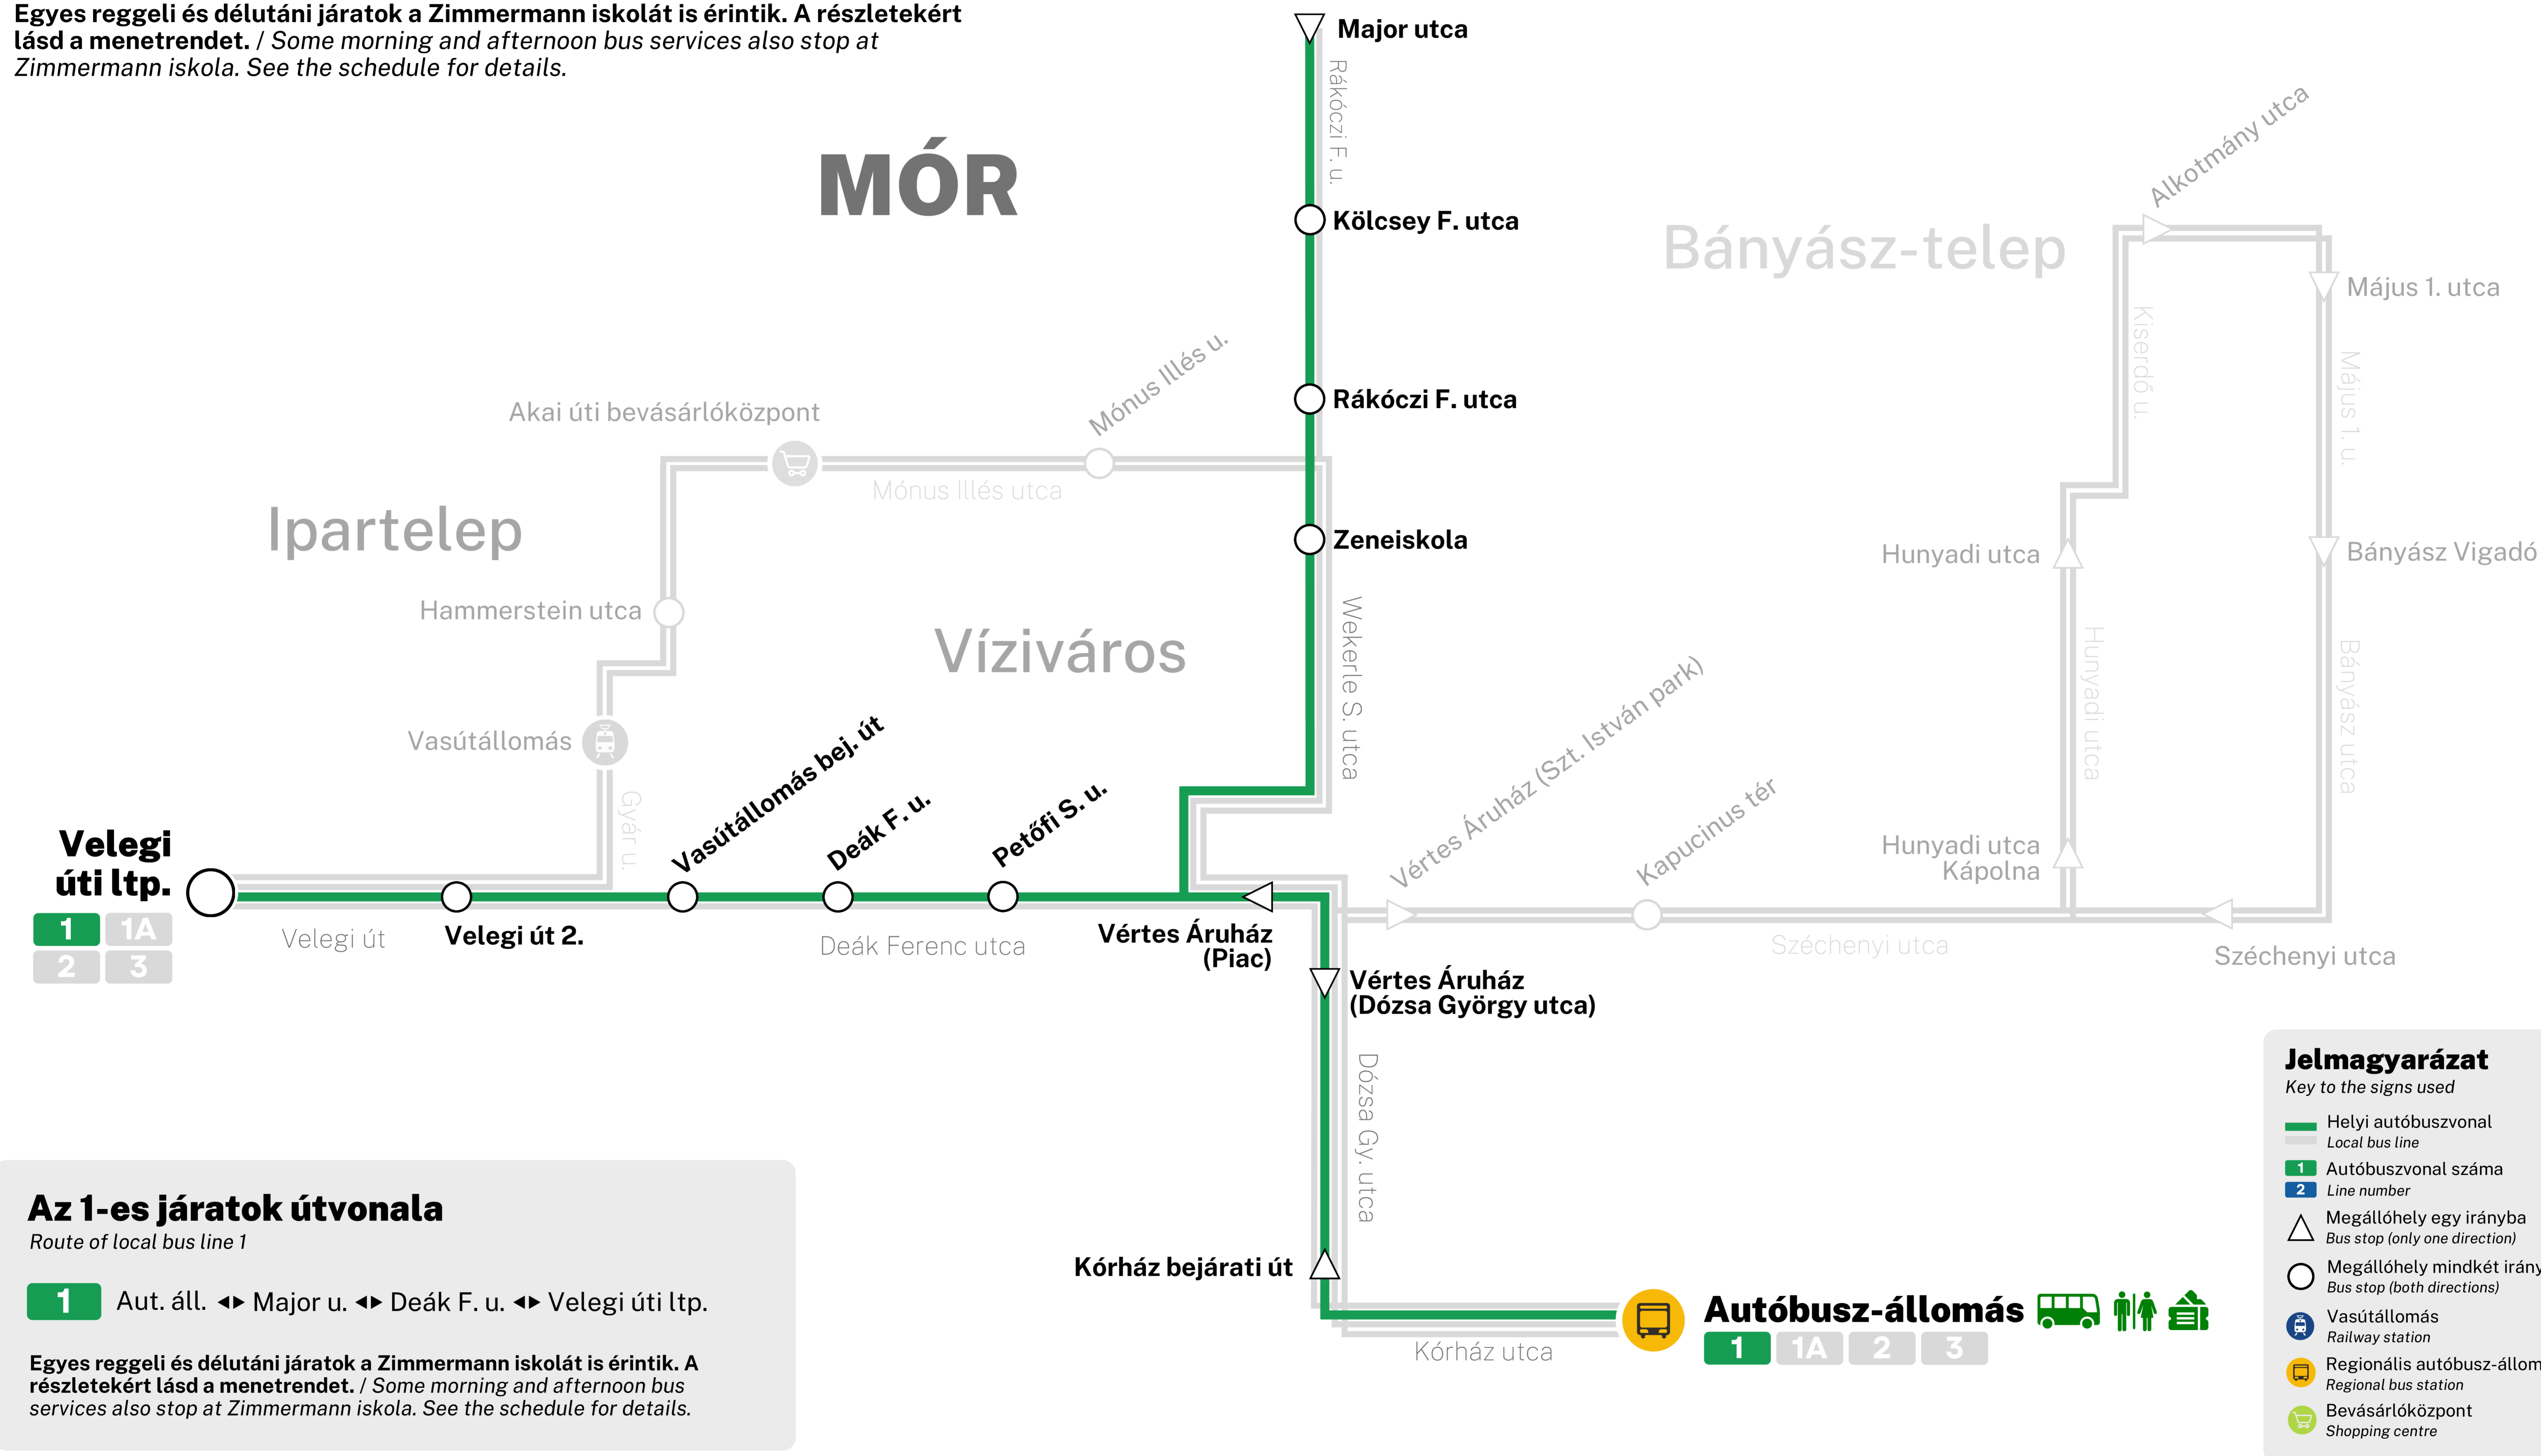 Egyes reggeli és délutáni járatok a Zimmermann iskolát is érintik. A részletekért
lásd a menetrendet. / Some morning and afternoon bus services also stop at
Zimmermann iskola. See the schedule for details.
Major utca
Rákóczi F. u.
Alkotmány utca
MÓR
Kölcsey F. utca
Bányász-telep
Május 1. utca
Kiserdő u.
Május 1. u.
Mónus Illés u.
Akai úti bevásárlóközpont
Rákóczi F. utca
Mónus Illés utca
Ipartelep
Zeneiskola
Hunyadi utca
Bányász Vigadó
Hammerstein utca
Víziváros
Wekerle S. utca
Hunyadi utca
Bányász utca
Vasútállomás
Gyár u.
Vasútállomás bej. út
Deák F. u.
Petőfi S. u.
Vértes Áruház (Szt. István park)
Kapucinus tér
Hunyadi utca
Kápolna
Velegi
úti ltp.
1 1A
2 3
Velegi út
Velegi út 2.
Deák Ferenc utca
Vértes Áruház
(Piac)
Széchenyi utca
Széchenyi utca
Vértes Áruház
(Dózsa György utca)
Dózsa Gy. utca
Kórház bejárati út
Autóbusz-állomás
1 1A 2 3
Kórház utca
Az 1-es járatok útvonala
Route of local bus line 1
1 Aut. áll. ◂▸ Major u. ◂▸ Deák F. u. ◂▸ Velegi úti ltp.
Egyes reggeli és délutáni járatok a Zimmermann iskolát is érintik. A
részletekért lásd a menetrendet. / Some morning and afternoon bus
services also stop at Zimmermann iskola. See the schedule for details.
Jelmagyarázat
Key to the signs used
Helyi autóbuszvonal
Local bus line
1 Autóbuszvonal száma
2 Line number
Megállóhely egy irányba
Bus stop (only one direction)
Megállóhely mindkét irány
Bus stop (both directions)
Vasútállomás
Railway station
Regionális autóbusz-állom
Regional bus station
Bevásárlóközpont
Shopping centre